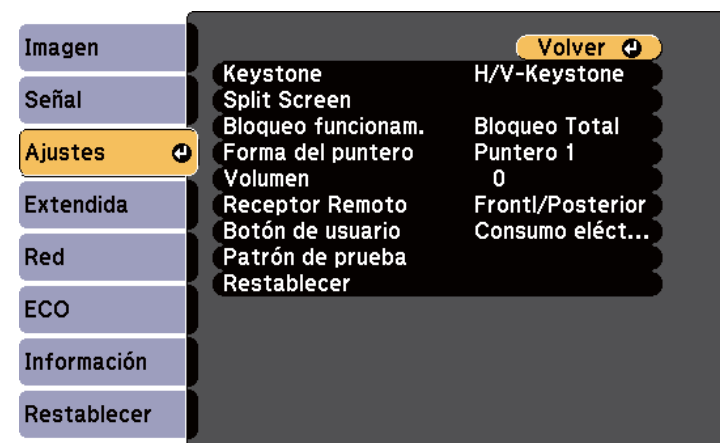 Imagen
Señal
Ajustes
Extendida
Red
ECO
Información
Restablecer
Volver
Keystone H/V-Keystone
Split Screen
Bloqueo funcionam. Bloqueo Total
Forma del puntero Puntero 1
Volumen 0
Receptor Remoto Frontl/Posterior
Botón de usuario Consumo eléct...
Patrón de prueba
Restablecer